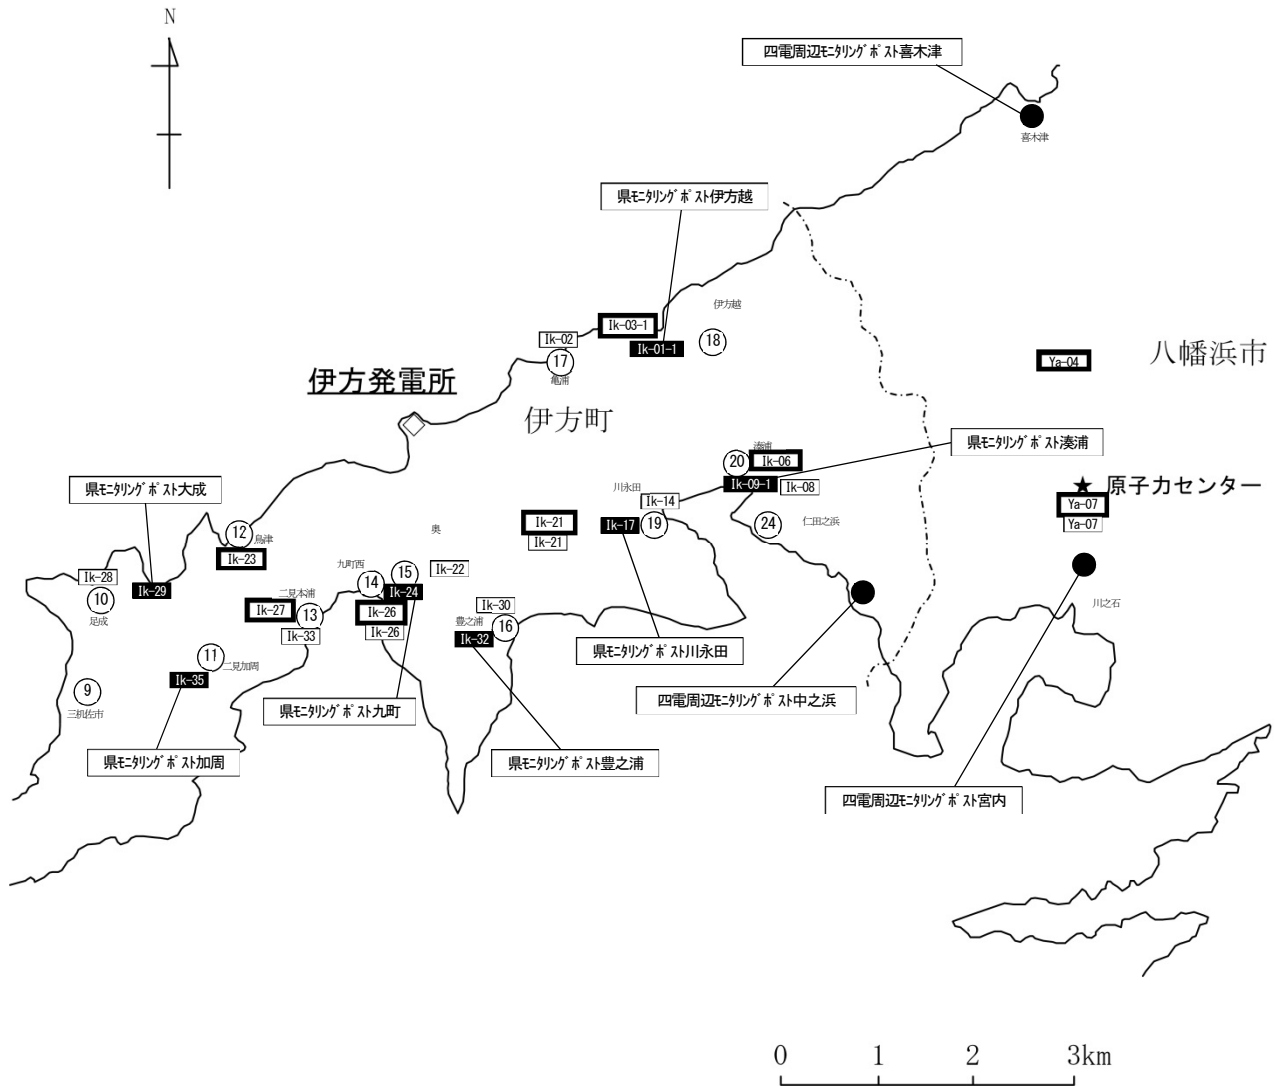 N
四電周辺ﾓﾆﾀﾘﾝｸﾞﾎﾟｽﾄ喜木津
喜木津
県ﾓﾆﾀﾘﾝｸﾞﾎﾟｽﾄ伊方越
伊方越
Ik-03-1
Ik-02
Ik-01-1
18
17
亀浦
Ya-04
八幡浜市
伊方発電所
伊方町
県ﾓﾆﾀﾘﾝｸﾞﾎﾟｽﾄ湊浦
湊浦
20
Ik-06
Ik-09-1
Ik-08
★ 原子力センター
県ﾓﾆﾀﾘﾝｸﾞﾎﾟｽﾄ大成
川永田
Ik-14
Ya-07
Ya-07
12
鳥津
Ik-23
奥
Ik-21
Ik-21
Ik-17
19
24
仁田之浜
九町西
14
15
Ik-22
Ik-24
Ik-28
10
足成
Ik-29
二見本浦
Ik-27
13
Ik-33
Ik-26
Ik-26
Ik-30
豊之浦
16
Ik-32
川之石
県ﾓﾆﾀﾘﾝｸﾞﾎﾟｽﾄ川永田
11
二見加周
Ik-35
9
三机佐市
県ﾓﾆﾀﾘﾝｸﾞﾎﾟｽﾄ九町
四電周辺ﾓﾆﾀﾘﾝｸﾞﾎﾟｽﾄ中之浜
県ﾓﾆﾀﾘﾝｸﾞﾎﾟｽﾄ加周
県ﾓﾆﾀﾘﾝｸﾞﾎﾟｽﾄ豊之浦
四電周辺ﾓﾆﾀﾘﾝｸﾞﾎﾟｽﾄ宮内
0 1 2 3km